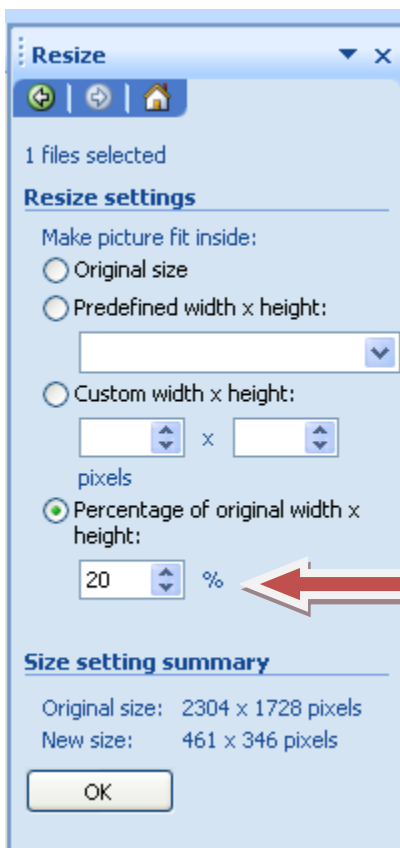 Resize
1 files selected
Resize settings
Make picture fit inside:
Original size
Predefined width x height:
Custom width x height:
x
pixels
Percentage of original width x
height:
20 %
Size setting summary
Original size: 2304 x 1728 pixels
New size: 461 x 346 pixels
OK